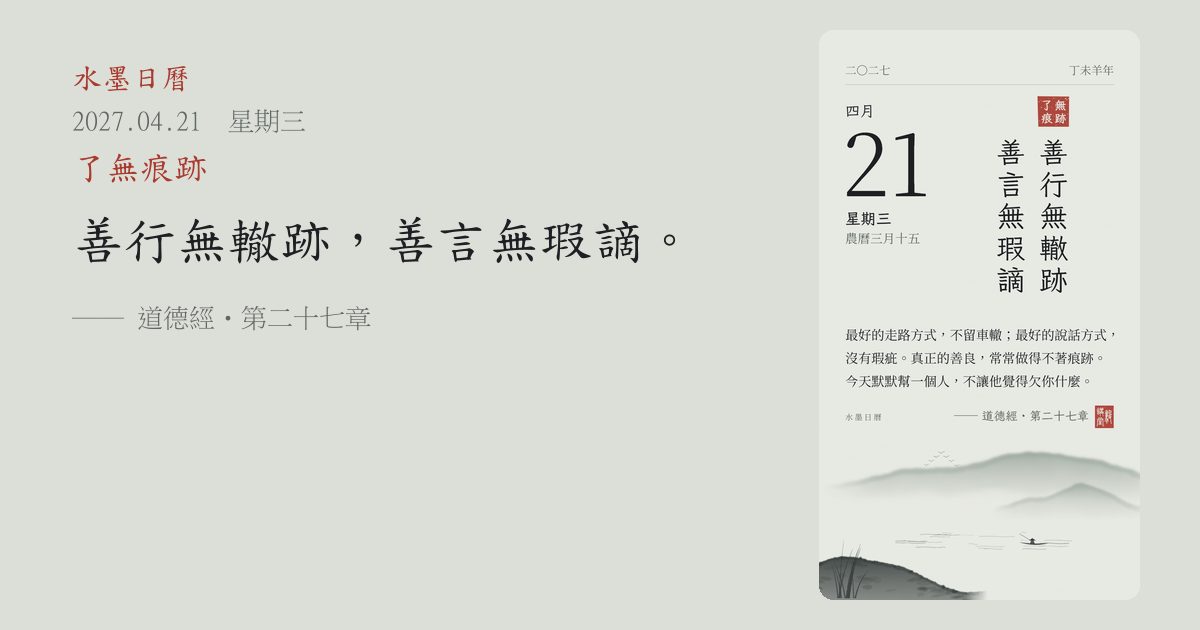 水墨日曆
2027.04.21 星期三
了無痕跡
善行無轍跡，善言無瑕謫。
—— 道德經・第二十七章
二〇二七
丁未羊年
四月
21
星期三
農曆三月十五
無跡
了痕
善行無轍跡
善言無瑕謫
最好的走路方式，不留車轍；最好的說話方式，
沒有瑕疵。真正的善良，常常做得不著痕跡。
今天默默幫一個人，不讓他覺得欠你什麼。
水墨日曆
—— 道德經・第二十七章